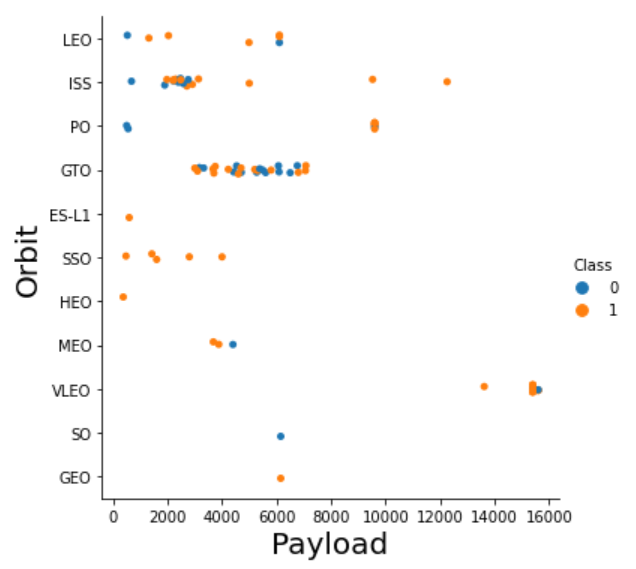 LEO
ISS
PO
GTO
ES-L1
SSO
HEO
MEO
VLEO
SO
GEO
Orbit
0 2000 4000 6000 8000 10000 12000 14000 16000
Payload
Class
0
1